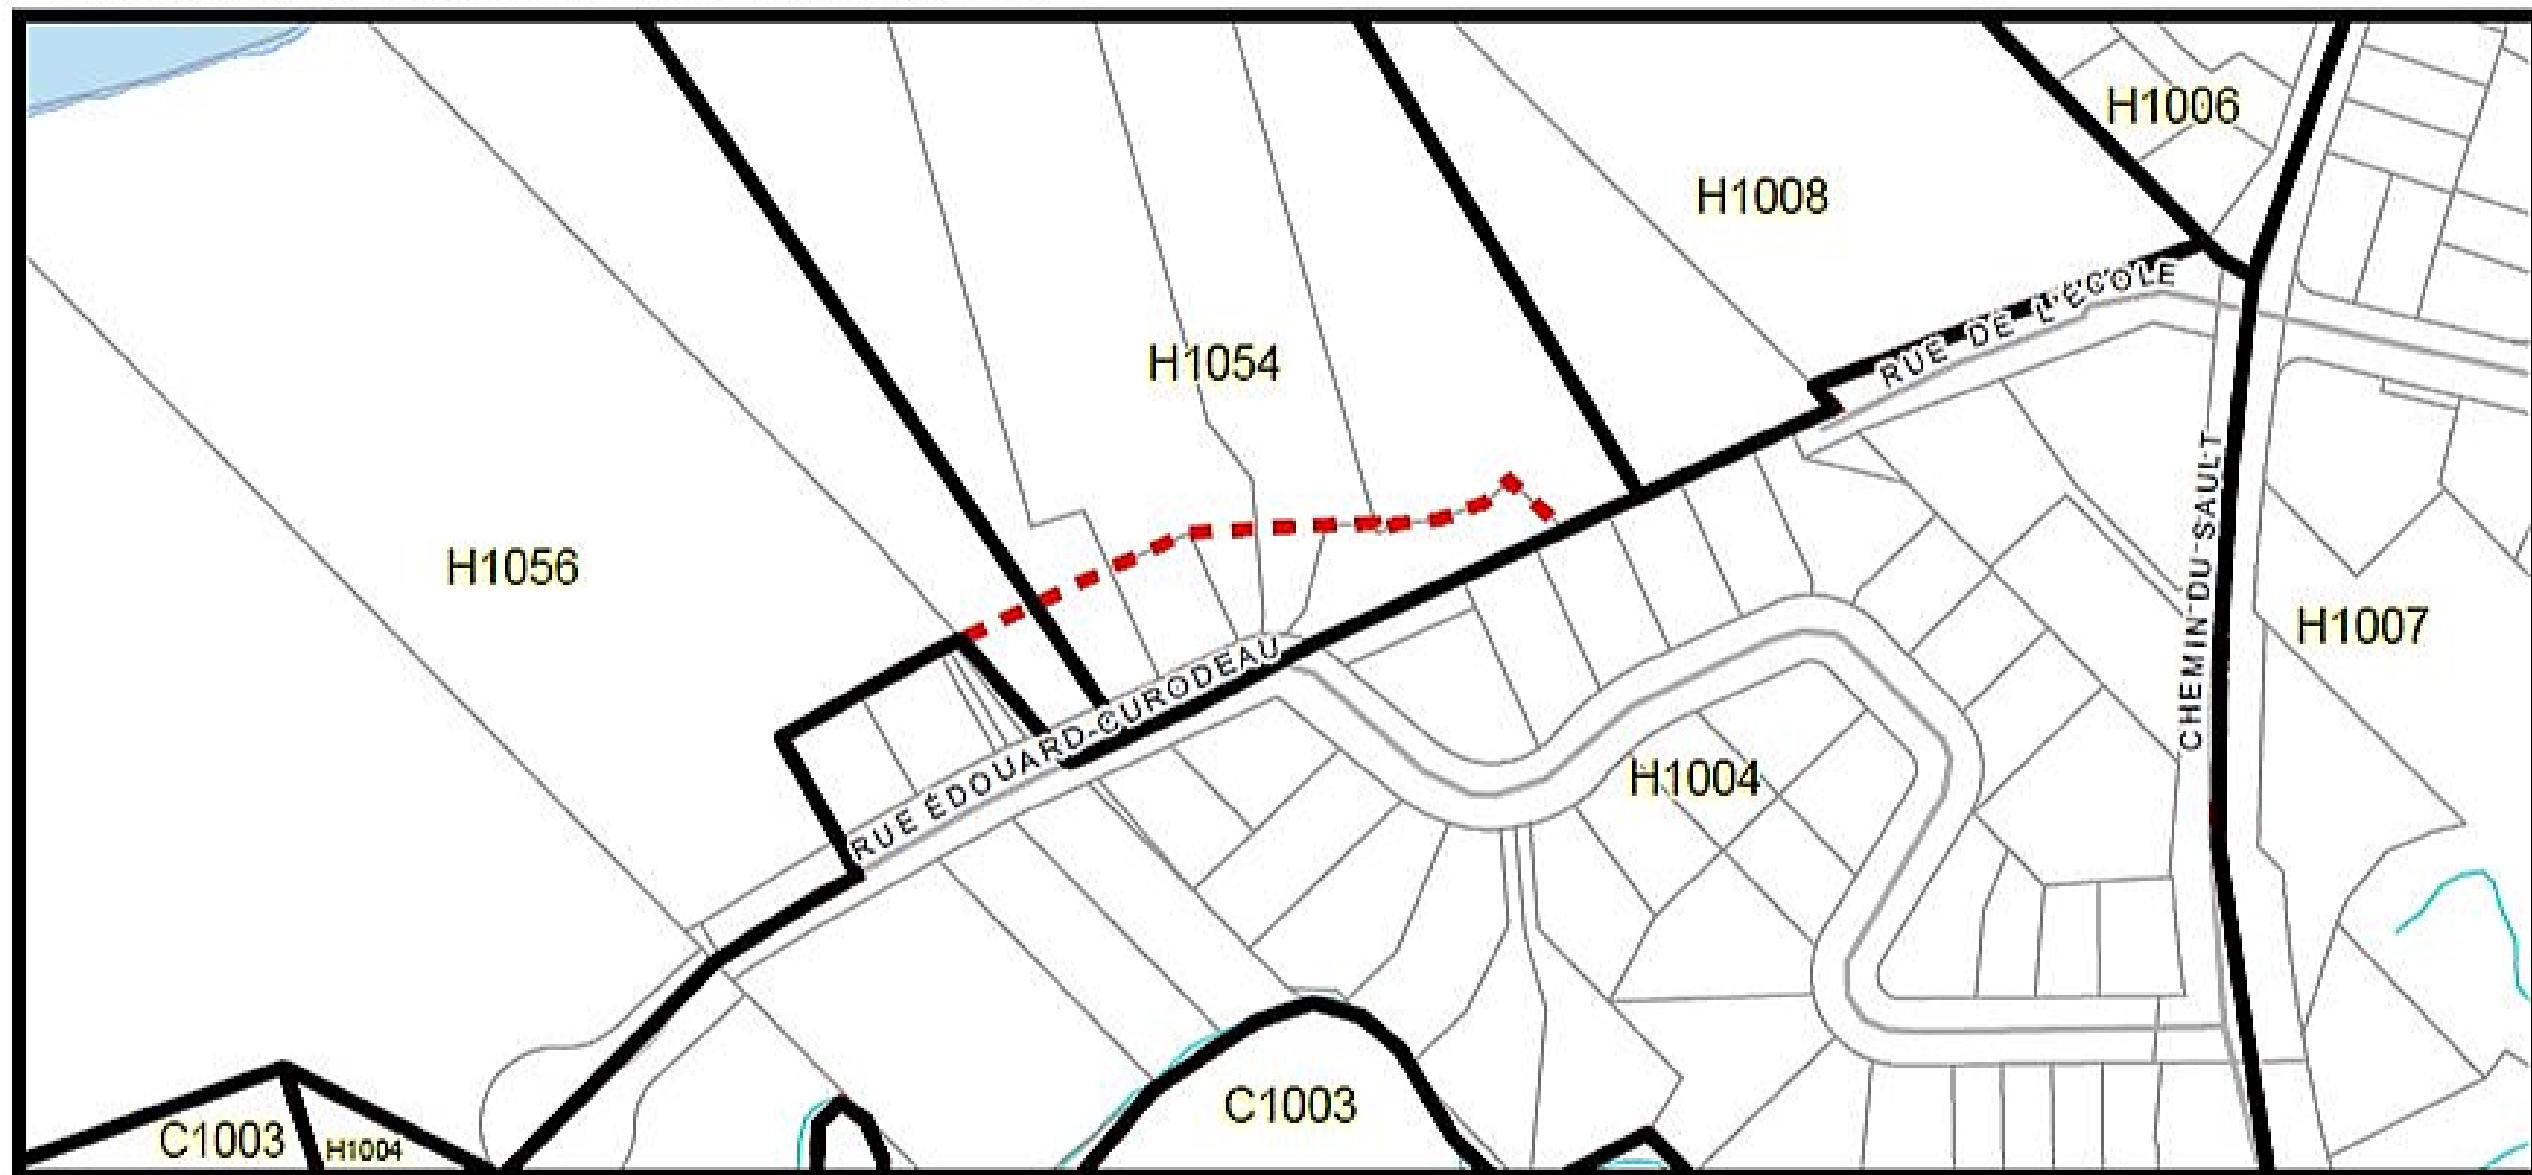 H1006
H1008
RUE DE L'ÉCOLE
H1054
H1056
CHEMIN DU SAULT
H1007
RUE ÉDOUARD-CURODEAU
H1004
C1003
C1003
H1004